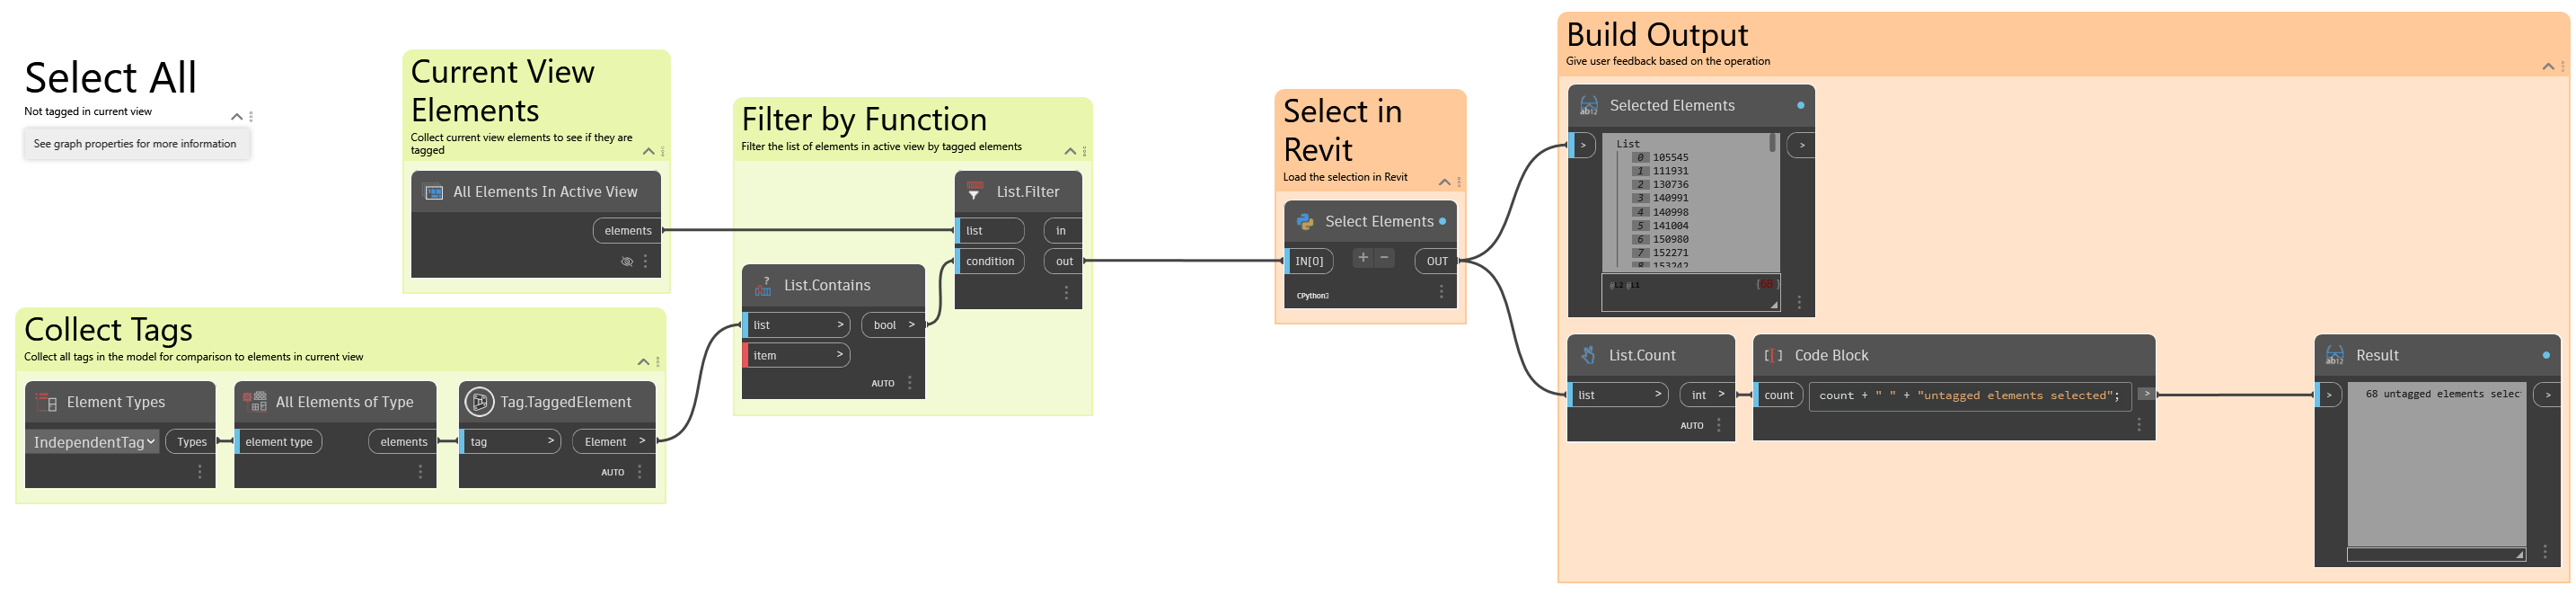 Select All
Not tagged in current view
See graph properties for more information
Current View
Elements
Collect current view elements to see if they are
tagged
All Elements In Active View
elements
Collect Tags
Collect all tags in the model for comparison to elements in current view
Element Types
IndependentTag
Types
All Elements of Type
element type
elements
Tag.TaggedElement
tag >
Element >
AUTO
Filter by Function
Filter the list of elements in active view by tagged elements
List.Filter
list
in
condition
out
List.Contains
list >
bool >
item >
AUTO
Select in
Revit
Load the selection in Revit
Select Elements
IN[0]
+ −
OUT
CPython3
Build Output
Give user feedback based on the operation
ab12
Selected Elements
> >
List
0 105545
1 111931
2 130736
3 140991
4 140998
5 141004
6 150980
7 152271
8 153242
@L2 @L1
{68}
List.Count
list >
int >
AUTO
Code Block
count
count + " " + "untagged elements selected";
>
ab12
Result
> >
68 untagged elements selec